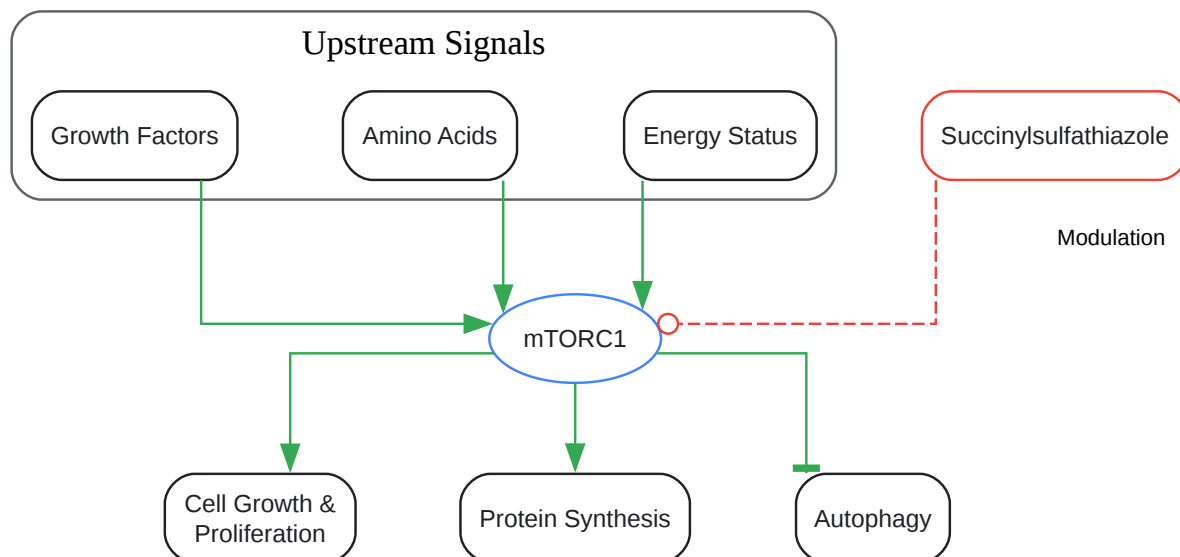 Upstream Signals
Growth Factors
Amino Acids
Energy Status
Succinylsulfathiazole
Modulation
mTORC1
Cell Growth &
Proliferation
Protein Synthesis
Autophagy